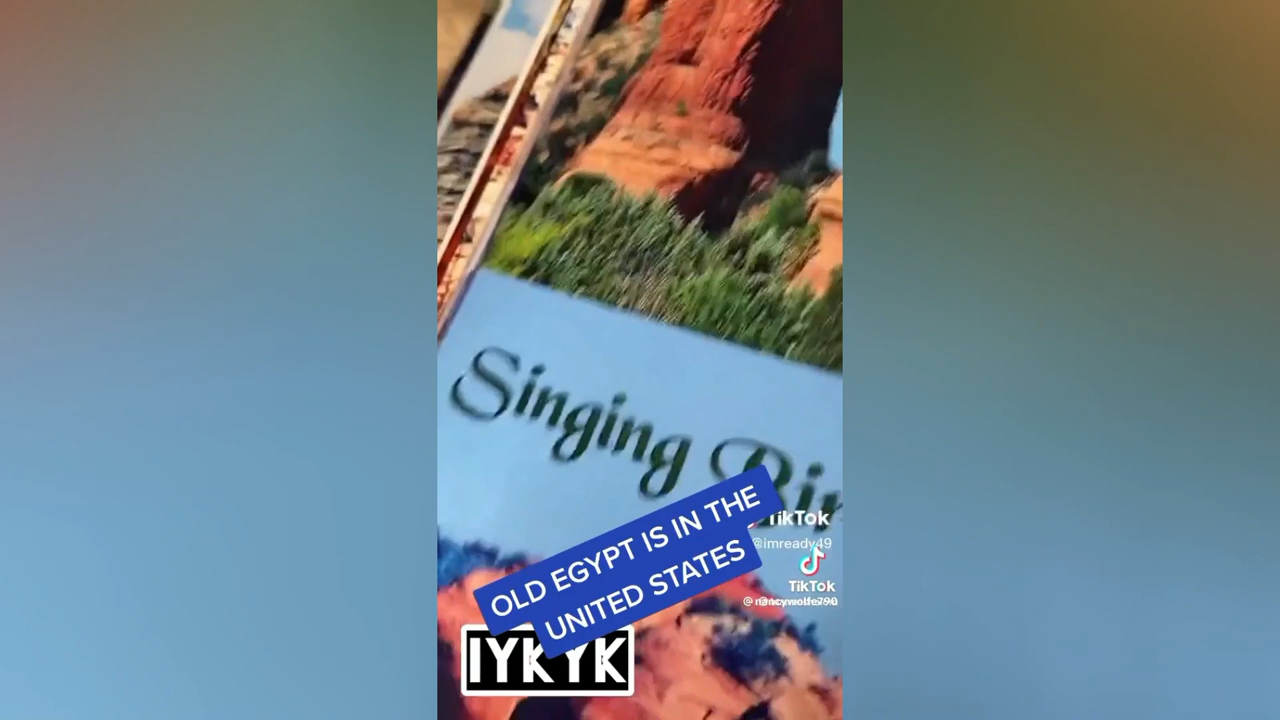 Singing
OLD EGYPT IS IN THE
UNITED STATES
TikTok
@imready49
TikTok
IYKYK